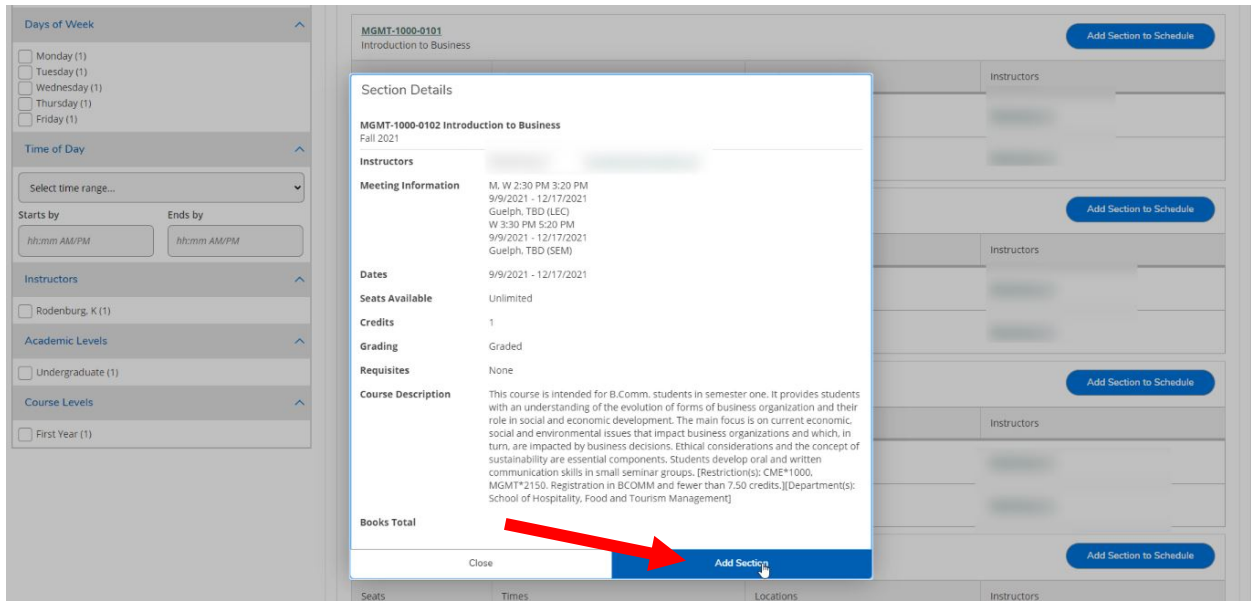 Days of Week
Monday (1)
Tuesday (1)
Wednesday (1)
Thursday (1)
Friday (1)
Time of Day
Select time range...
Starts by
Ends by
hh:mm AM/PM
hh:mm AM/PM
Instructors
Rodenburg, K (1)
Academic Levels
Undergraduate (1)
Course Levels
First Year (1)
MGMT-1000-0101
Introduction to Business
Add Section to Schedule
Instructors
Add Section to Schedule
Instructors
Add Section to Schedule
Instructors
Add Section to Schedule
Seats
Times
Locations
Instructors
Section Details
MGMT-1000-0102 Introduction to Business
Fall 2021
Instructors
Meeting Information
M, W 2:30 PM 3:20 PM
9/9/2021 - 12/17/2021
Guelph, TBD (LEC)
W 3:30 PM 5:20 PM
9/9/2021 - 12/17/2021
Guelph, TBD (SEM)
Dates
9/9/2021 - 12/17/2021
Seats Available
Unlimited
Credits
1
Grading
Graded
Requisites
None
Course Description
This course is intended for B.Comm. students in semester one. It provides students
with an understanding of the evolution of forms of business organization and their
role in social and economic development. The main focus is on current economic,
social and environmental issues that impact business organizations and which, in
turn, are impacted by business decisions. Ethical considerations and the concept of
sustainability are essential components. Students develop oral and written
communication skills in small seminar groups. [Restriction(s): CME*1000,
MGMT*2150. Registration in BCOMM and fewer than 7.50 credits.][Department(s):
School of Hospitality, Food and Tourism Management]
Books Total
Close
Add Section